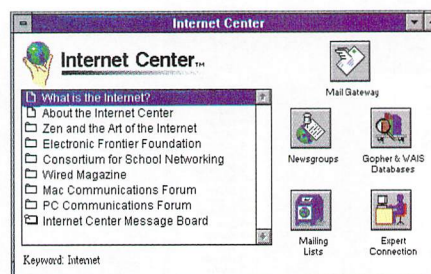 Internet Center
Internet Center™
What is the Internet?
About the Internet Center
Zen and the Art of the Internet
Electronic Frontier Foundation
Consortium for School Networking
Wired Magazine
Mac Communications Forum
PC Communications Forum
Internet Center Message Board
Keyword: Internet
Mail Gateway
Newsgroups
Gopher & WAIS
Databases
Mailing
Lists
Expert
Connection